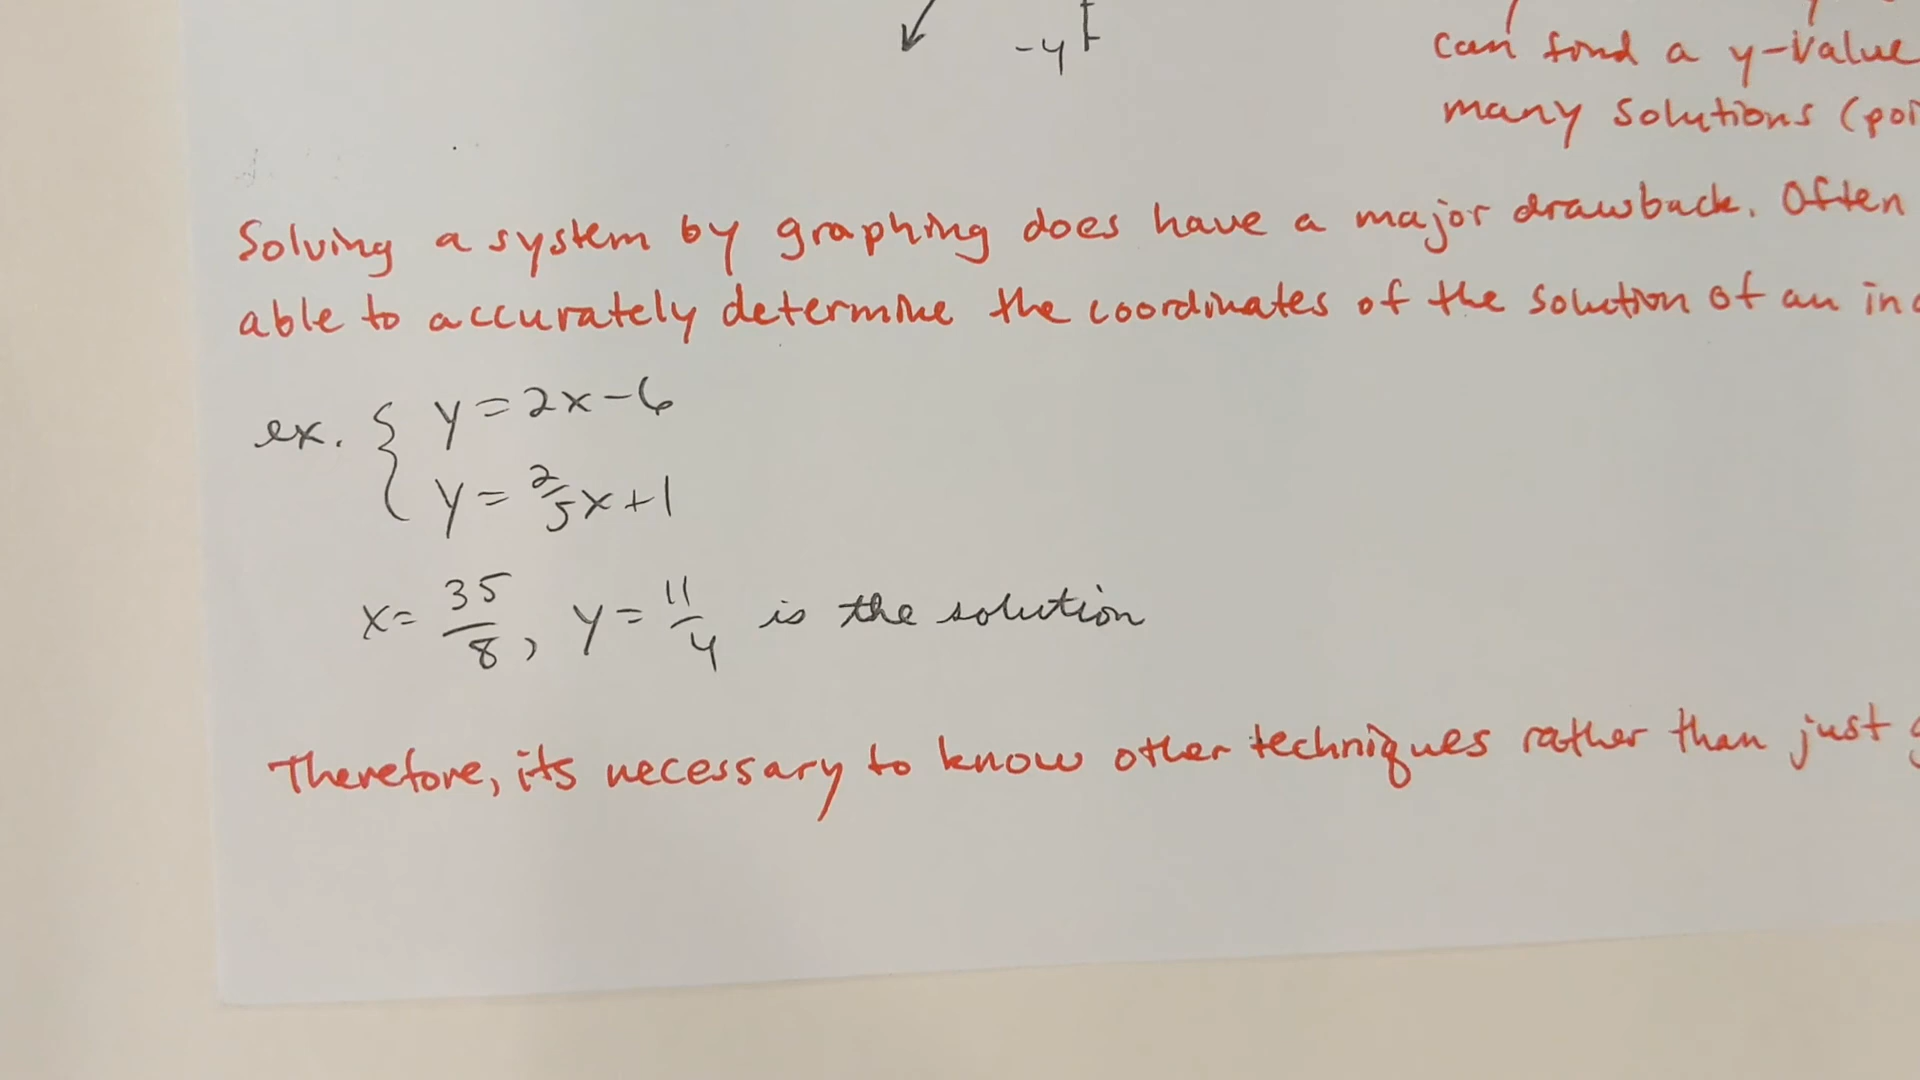 -4
can find a y-value
many solutions (poi
Solving a system by graphing does have a major drawback. Often
able to accurately determine the coordinates of the solution of an inc
ex. { y=2x-6
y=2/5x+1
x=35/8, y=11/4 is the solution
Therefore, its necessary to know other techniques rather than just g